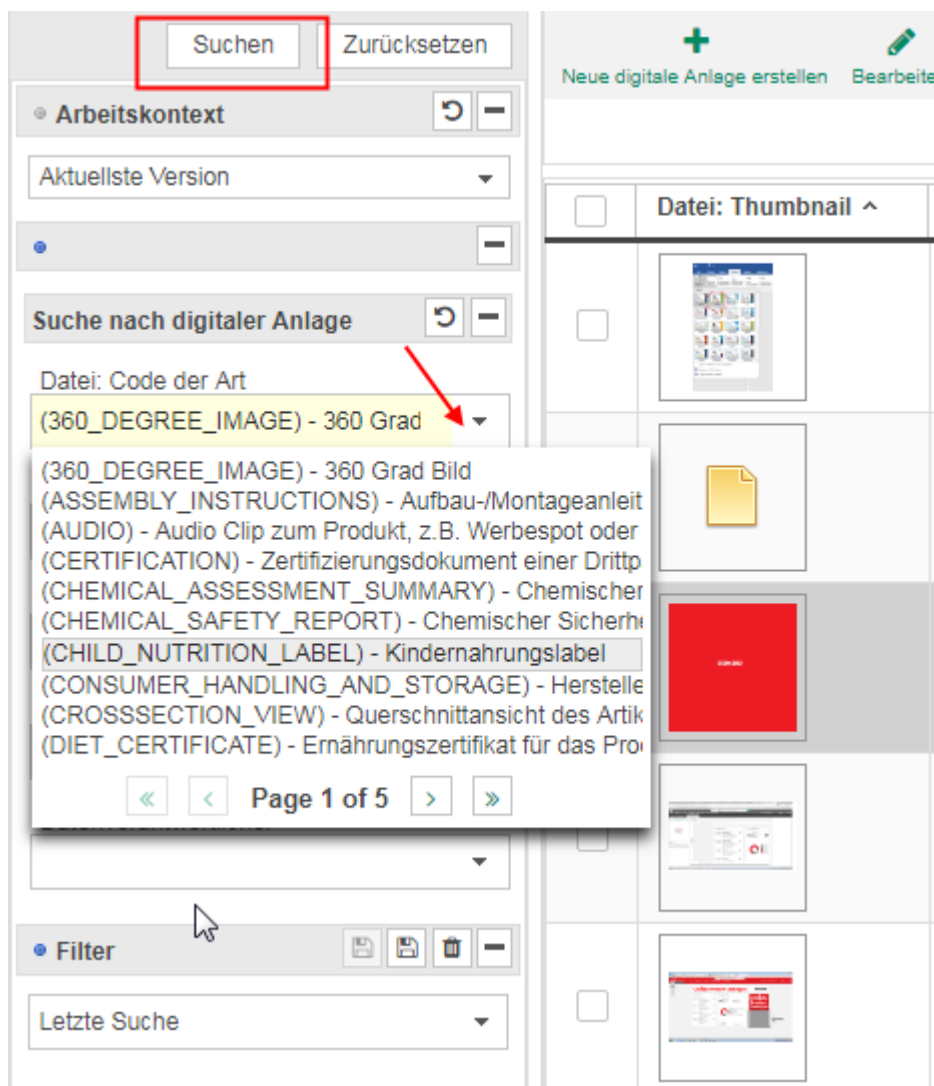 Suchen
Zurücksetzen
Arbeitskontext
Aktuellste Version
Suche nach digitaler Anlage
Datei: Code der Art
(360_DEGREE_IMAGE) - 360 Grad
(360_DEGREE_IMAGE) - 360 Grad Bild
(ASSEMBLY_INSTRUCTIONS) - Aufbau-/Montageanleit
(AUDIO) - Audio Clip zum Produkt, z.B. Werbespot oder
(CERTIFICATION) - Zertifizierungsdokument einer Drittp
(CHEMICAL_ASSESSMENT_SUMMARY) - Chemischer
(CHEMICAL_SAFETY_REPORT) - Chemischer Sicherhe
(CHILD_NUTRITION_LABEL) - Kindernahrungslabel
(CONSUMER_HANDLING_AND_STORAGE) - Herstelle
(CROSSSECTION_VIEW) - Querschnittansicht des Artik
(DIET_CERTIFICATE) - Ernährungszertifikat für das Pro
Page 1 of 5
Filter
Letzte Suche
Neue digitale Anlage erstellen
Bearbeite
Datei: Thumbnail